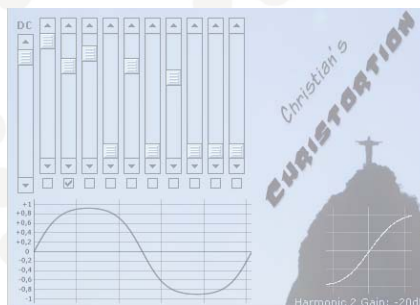 DC
Christian's
CURISTORTION
+1
+0,8
+0,6
+0,4
+0,2
0
-0,2
-0,4
-0,6
-0,8
-1
Harmonic 2 Gain: -20d